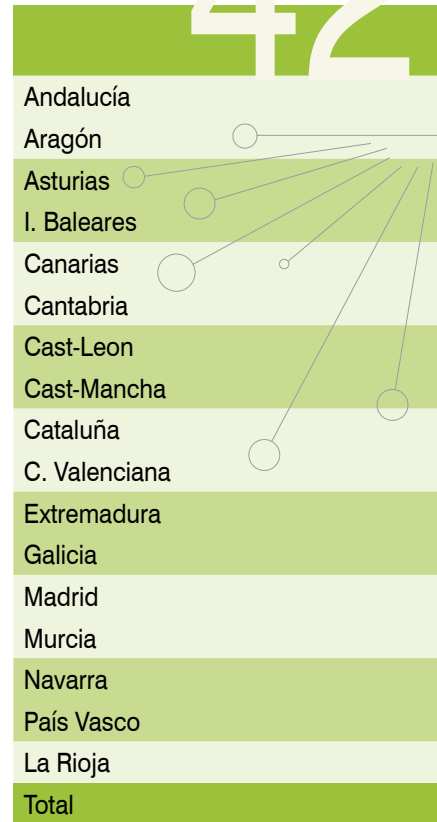 42
Andalucía
Aragón
Asturias
I. Baleares
Canarias
Cantabria
Cast-Leon
Cast-Mancha
Cataluña
C. Valenciana
Extremadura
Galicia
Madrid
Murcia
Navarra
País Vasco
La Rioja
Total